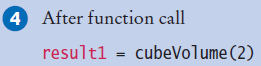 4 After function call
result1 = cubeVolume(2)